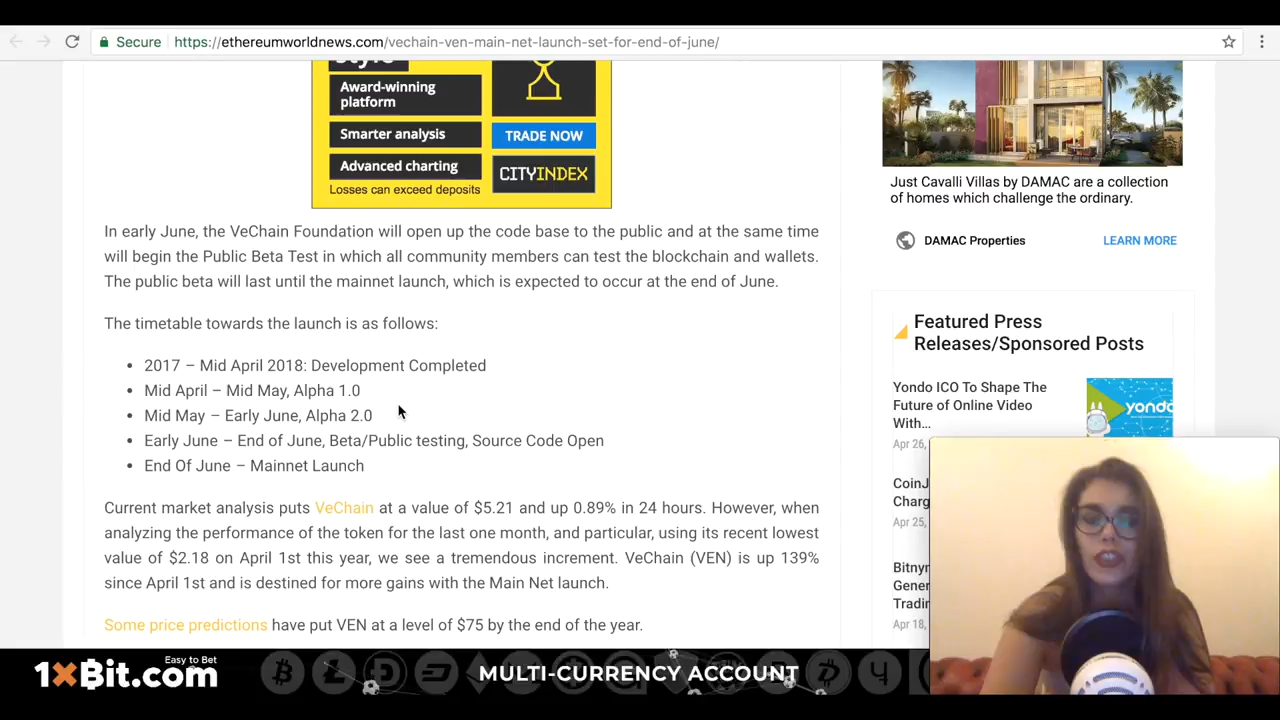 Secure
https://ethereumworldnews.com/vechain-ven-main-net-launch-set-for-end-of-june/
style
Award-winning
platform
Smarter analysis
Advanced charting
TRADE NOW
CITYINDEX
Losses can exceed deposits
In early June, the VeChain Foundation will open up the code base to the public and at the same time
will begin the Public Beta Test in which all community members can test the blockchain and wallets.
The public beta will last until the mainnet launch, which is expected to occur at the end of June.
The timetable towards the launch is as follows:
• 2017 – Mid April 2018: Development Completed
• Mid April – Mid May, Alpha 1.0
• Mid May – Early June, Alpha 2.0
• Early June – End of June, Beta/Public testing, Source Code Open
• End Of June – Mainnet Launch
Current market analysis puts VeChain at a value of $5.21 and up 0.89% in 24 hours. However, when
analyzing the performance of the token for the last one month, and particular, using its recent lowest
value of $2.18 on April 1st this year, we see a tremendous increment. VeChain (VEN) is up 139%
since April 1st and is destined for more gains with the Main Net launch.
Some price predictions have put VEN at a level of $75 by the end of the year.
Just Cavalli Villas by DAMAC are a collection
of homes which challenge the ordinary.
DAMAC Properties
LEARN MORE
Featured Press
Releases/Sponsored Posts
Yondo ICO To Shape The
Future of Online Video
With…
Apr 26,
yondo
CoinJ
Charg
Apr 25,
Bitnyn
Gener
Tradin
Apr 18,
1xBit.com
Easy to Bet
MULTI-CURRENCY ACCOUNT